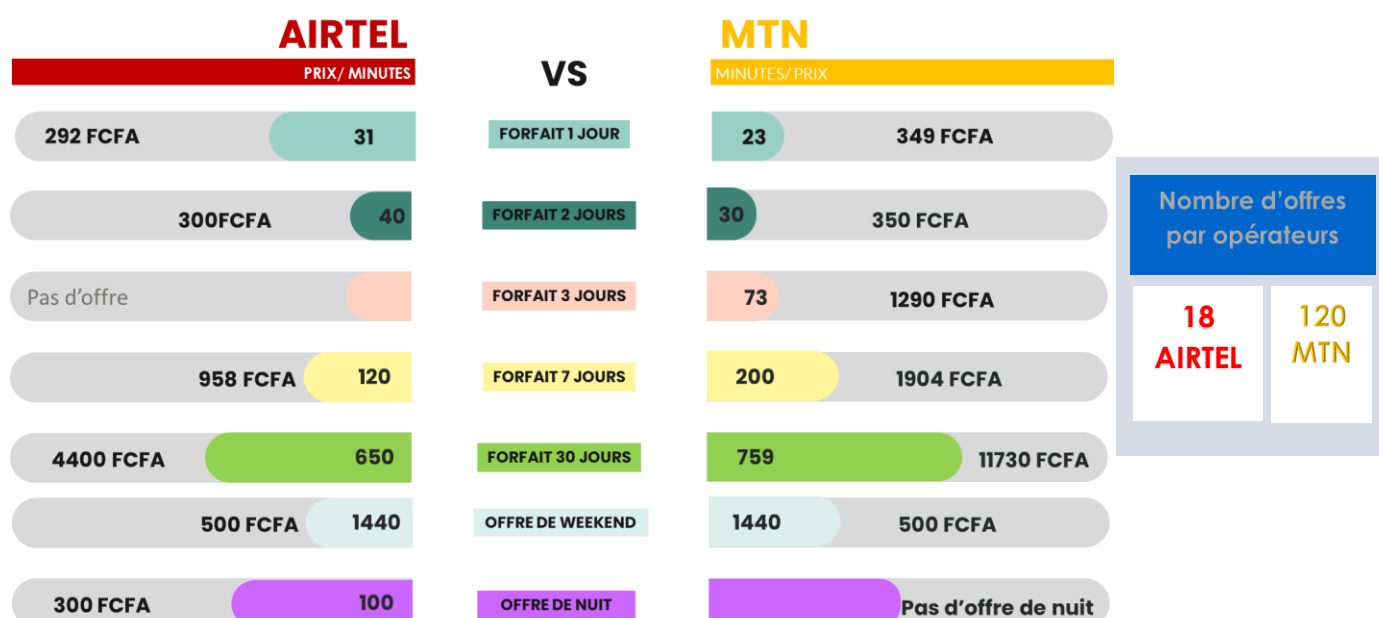 AIRTEL
MTN
PRIX/ MINUTES
VS
MINUTES/ PRIX
292 FCFA
31
FORFAIT 1 JOUR
23
349 FCFA
300FCFA
40
FORFAIT 2 JOURS
30
350 FCFA
Pas d’offre
FORFAIT 3 JOURS
73
1290 FCFA
958 FCFA
120
FORFAIT 7 JOURS
200
1904 FCFA
4400 FCFA
650
FORFAIT 30 JOURS
759
11730 FCFA
500 FCFA
1440
OFFRE DE WEEKEND
1440
500 FCFA
300 FCFA
100
OFFRE DE NUIT
Pas d’offre de nuit
Nombre d’offres
par opérateurs
18
AIRTEL
120
MTN